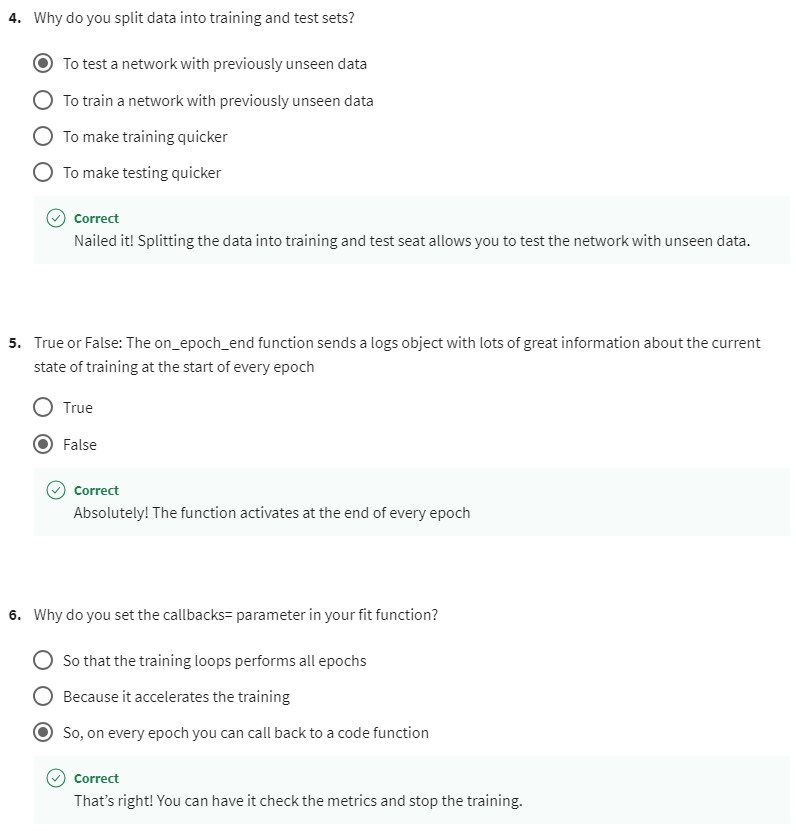 4. Why do you split data into training and test sets?
To test a network with previously unseen data
To train a network with previously unseen data
To make training quicker
To make testing quicker
Correct
Nailed it! Splitting the data into training and test seat allows you to test the network with unseen data.
5. True or False: The on_epoch_end function sends a logs object with lots of great information about the current
state of training at the start of every epoch
True
False
Correct
Absolutely! The function activates at the end of every epoch
6. Why do you set the callbacks= parameter in your fit function?
So that the training loops performs all epochs
Because it accelerates the training
So, on every epoch you can call back to a code function
Correct
That’s right! You can have it check the metrics and stop the training.